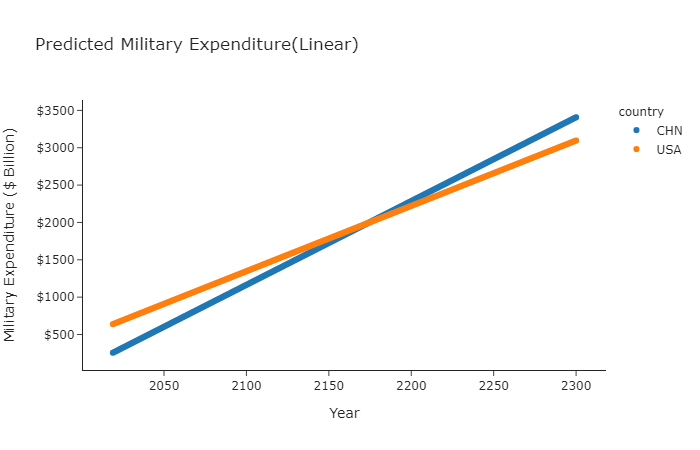 Predicted Military Expenditure(Linear)
Military Expenditure ($ Billion)
$3500
$3000
$2500
$2000
$1500
$1000
$500
2050
2100
2150
2200
2250
2300
Year
country
CHN
USA